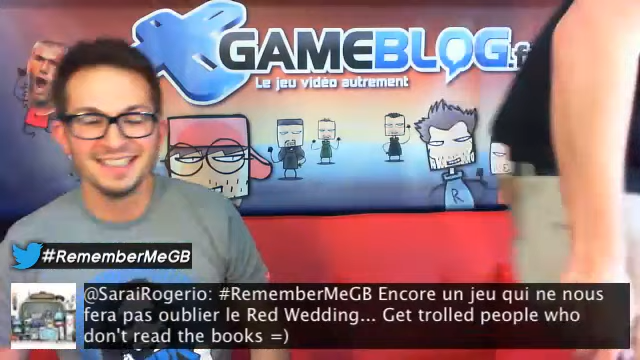 GAMEBLOG.fr
Le jeu vidéo autrement
R
#RememberMeGB
@SaraiRogerio: #RememberMeGB Encore un jeu qui ne nous
fera pas oublier le Red Wedding... Get trolled people who
don't read the books =)